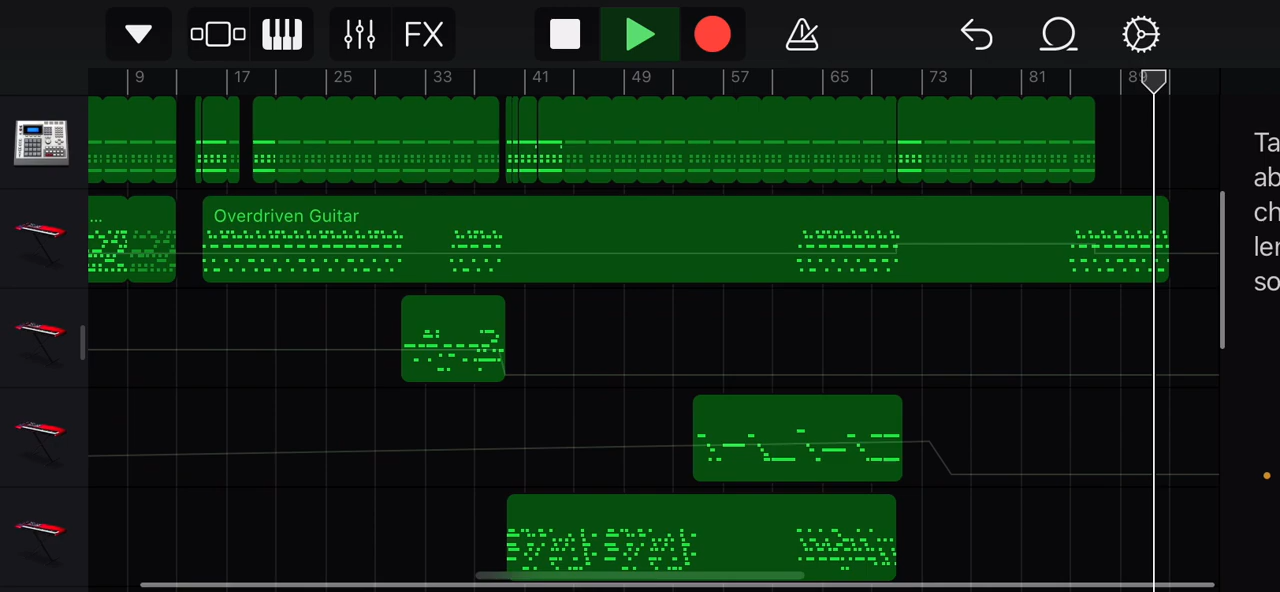 FX
9 17 25 33 41 49 57 65 73 81 89
Ta
ab
ch
... Overdriven Guitar
ler
so